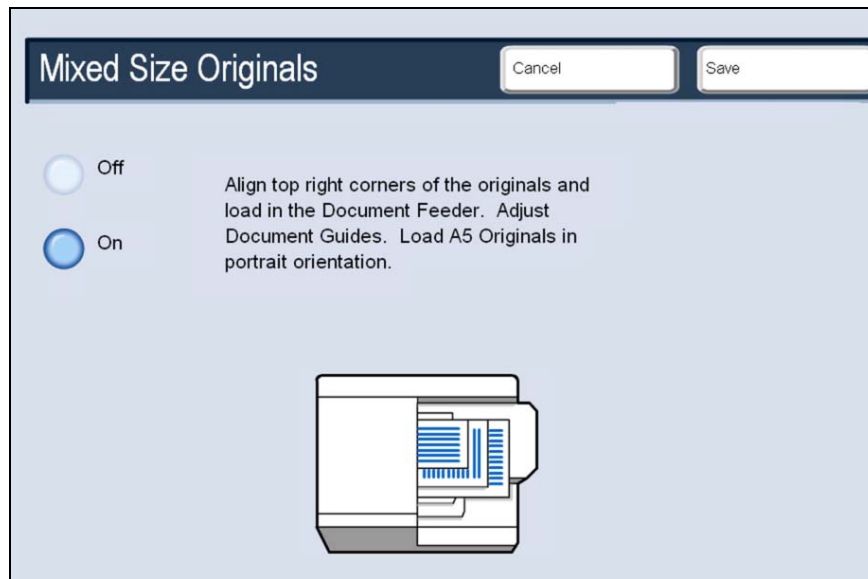 Mixed Size Originals
Cancel
Save
Off
On
Align top right corners of the originals and
load in the Document Feeder. Adjust
Document Guides. Load A5 Originals in
portrait orientation.